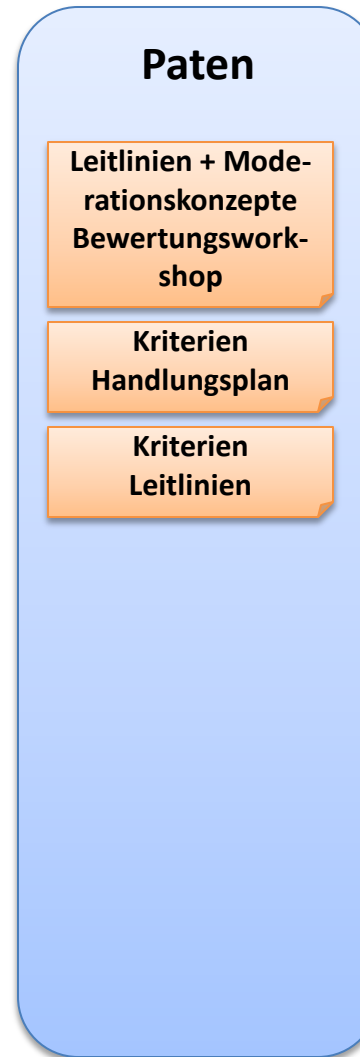 Paten
Leitlinien + Mode-
rationskonzepte
Bewertungswork-
shop
Kriterien
Handlungsplan
Kriterien
Leitlinien